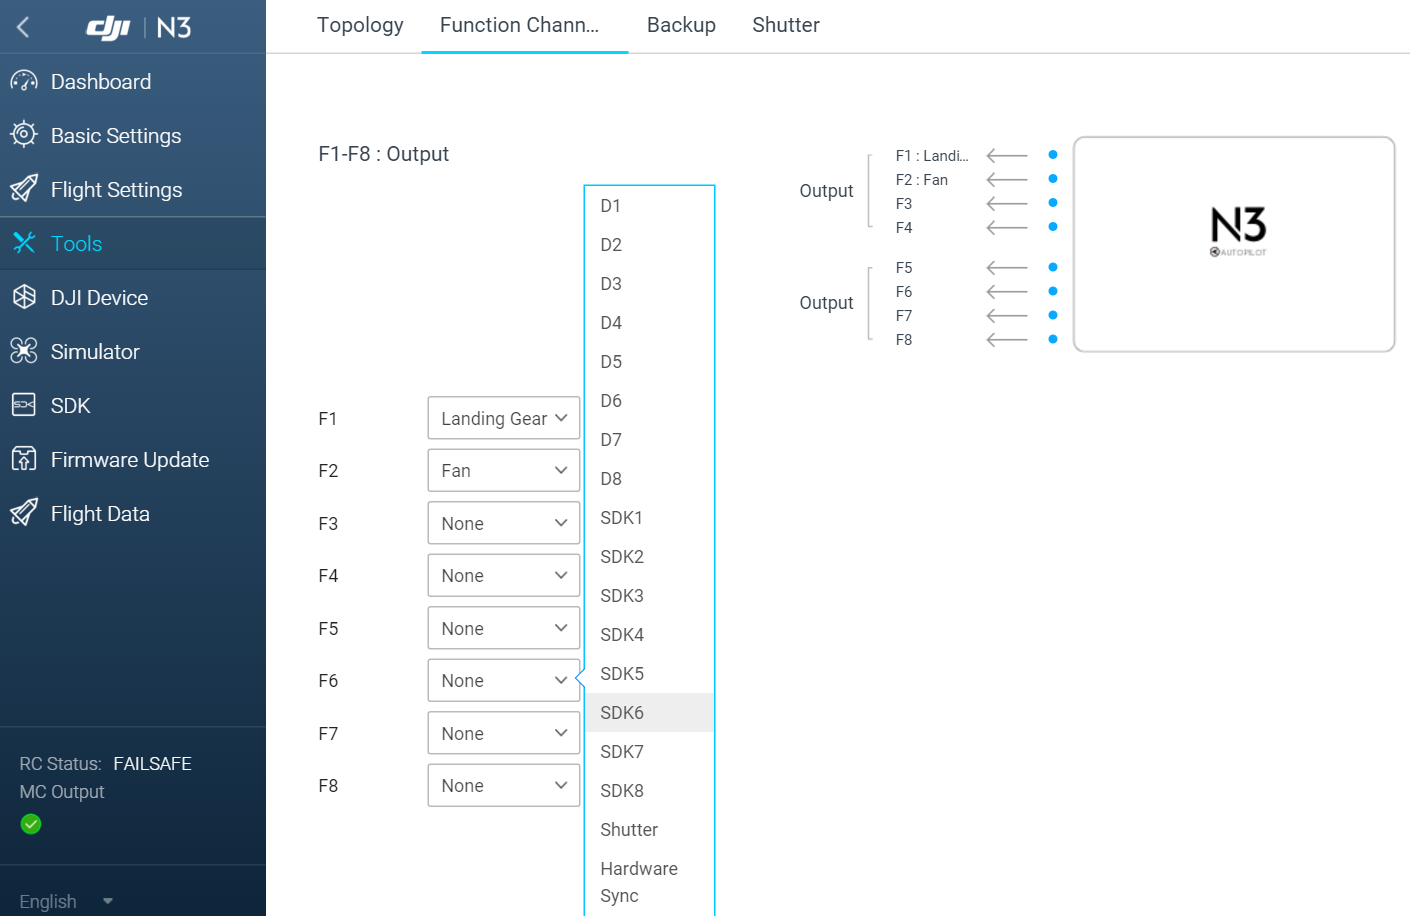 dji N3
Dashboard
Basic Settings
Flight Settings
Tools
DJI Device
Simulator
SDK
Firmware Update
Flight Data
RC Status: FAILSAFE
MC Output
English
Topology Function Chann... Backup Shutter
F1-F8 : Output
Output
F1 : Landi...
F2 : Fan
F3
F4
Output
F5
F6
F7
F8
N3
AUTOPILOT
F1 Landing Gear
F2 Fan
F3 None
F4 None
F5 None
F6 None
F7 None
F8 None
D1
D2
D3
D4
D5
D6
D7
D8
SDK1
SDK2
SDK3
SDK4
SDK5
SDK6
SDK7
SDK8
Shutter
Hardware
Sync